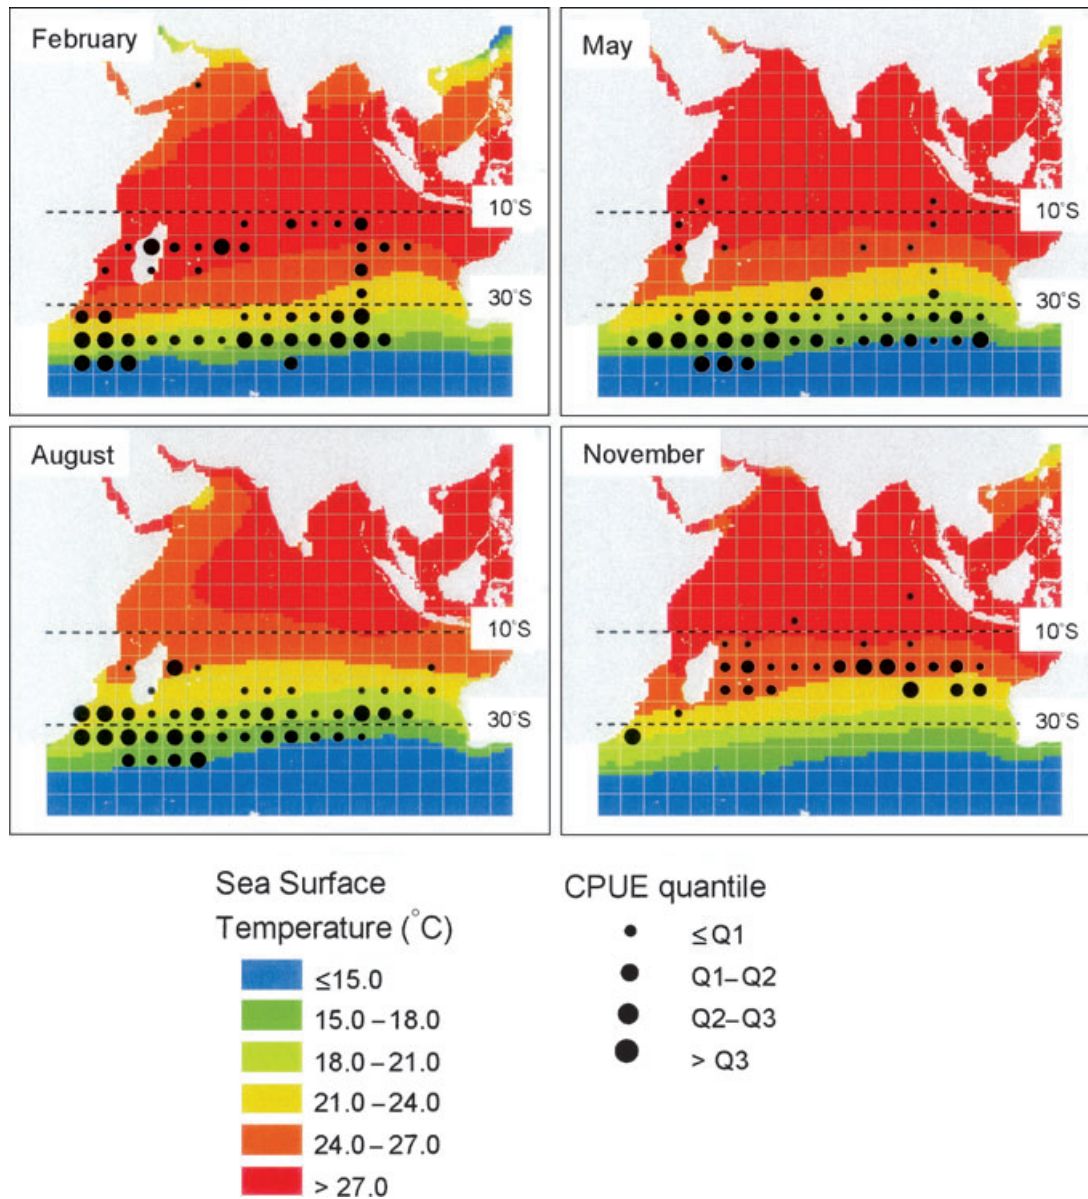 February
10°S
30°S
May
10°S
30°S
August
10°S
30°S
November
10°S
30°S
Sea Surface
Temperature (°C)
≤15.0
15.0–18.0
18.0–21.0
21.0–24.0
24.0–27.0
> 27.0
CPUE quantile
≤ Q1
Q1–Q2
Q2–Q3
> Q3